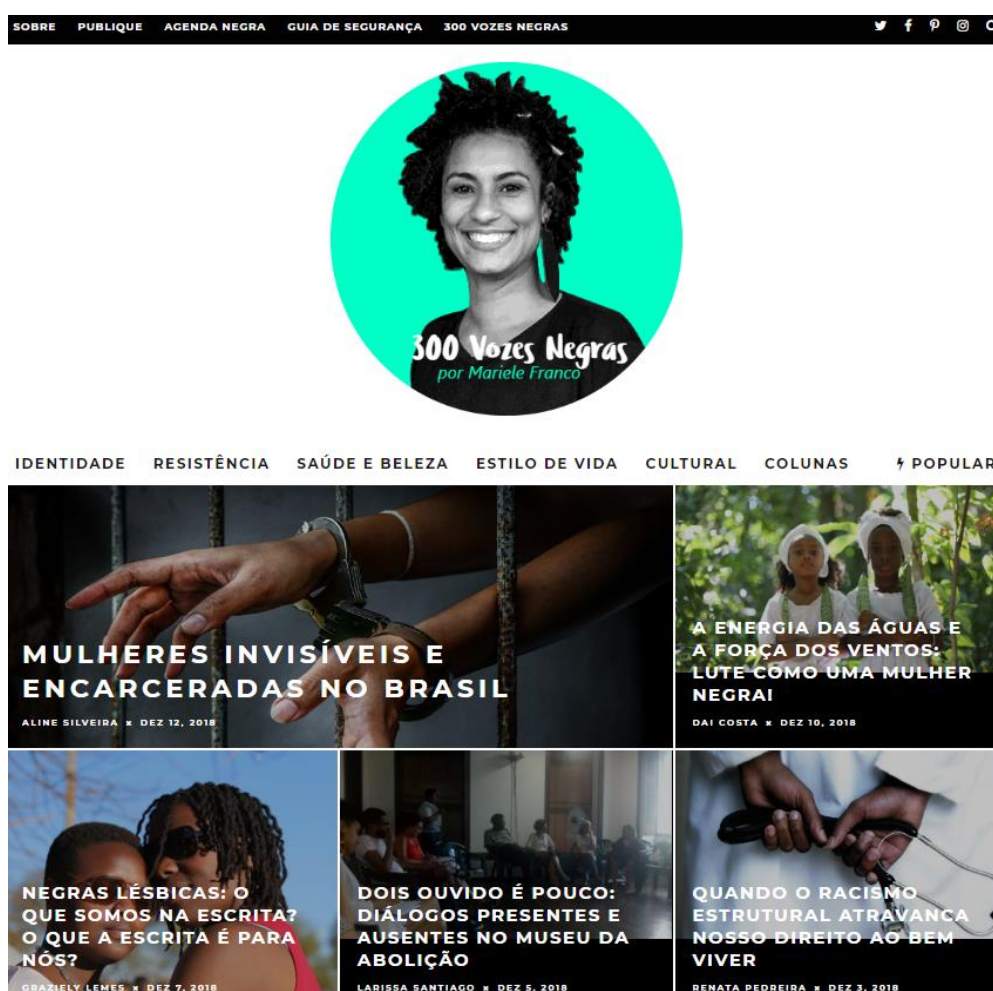 SOBRE PUBLIQUE AGENDA NEGRA GUIA DE SEGURANÇA 300 VOZES NEGRAS
300 Vozes Negras
por Mariele Franco
IDENTIDADE RESISTÊNCIA SAÚDE E BELEZA ESTILO DE VIDA CULTURAL COLUNAS POPULAR
MULHERES INVISÍVEIS E
ENCARCERADAS NO BRASIL
ALINE SILVEIRA × DEZ 12, 2018
A ENERGIA DAS ÁGUAS E
A FORÇA DOS VENTOS:
LUTE COMO UMA MULHER
NEGRA!
DAI COSTA × DEZ 10, 2018
NEGRAS LÉSBICAS: O
QUE SOMOS NA ESCRITA?
O QUE A ESCRITA É PARA
NÓS?
GRAZIELY LEMES × DEZ 7, 2018
DOIS OUVIDO É POUCO:
DIÁLOGOS PRESENTES E
AUSENTES NO MUSEU DA
ABOLIÇÃO
LARISSA SANTIAGO × DEZ 5, 2018
QUANDO O RACISMO
ESTRUTURAL ATRAVANCA
NOSSO DIREITO AO BEM
VIVER
RENATA PEDREIRA × DEZ 3, 2018